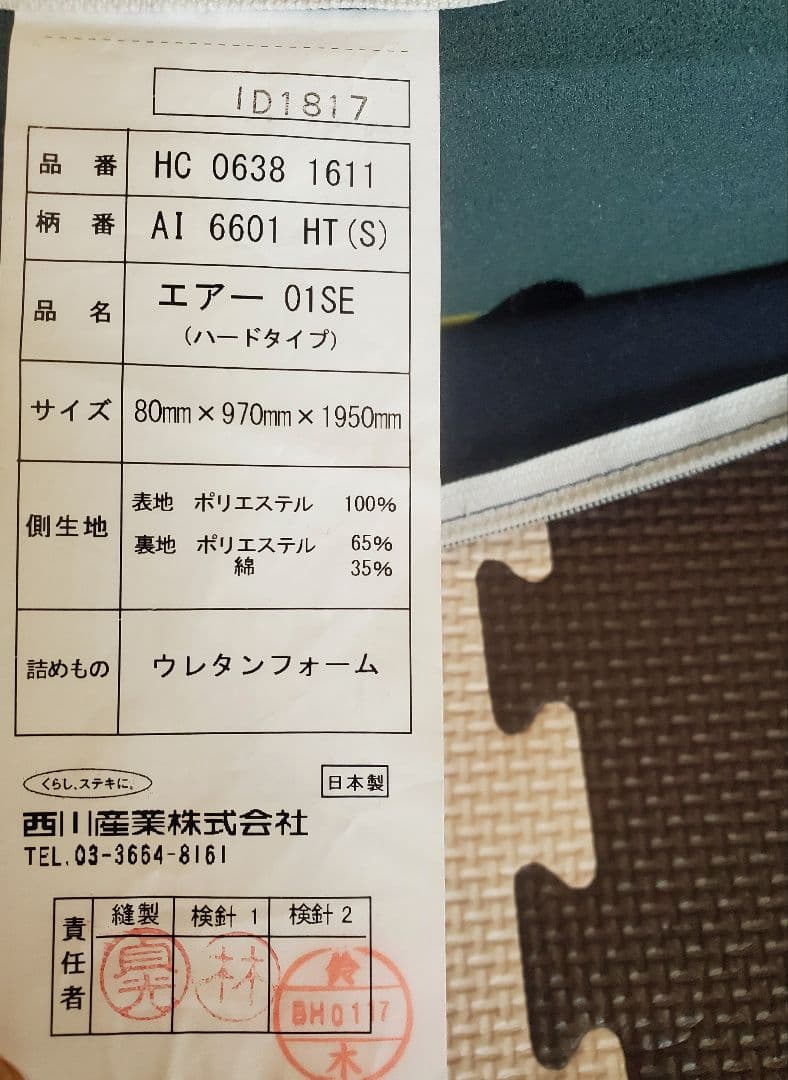 ID1817
品番 HC 0638 1611
柄番 AI 6601 HT(S)
品名 エアー 01SE
(ハードタイプ)
サイズ 80mm×970mm×1950mm
側生地 表地 ポリエステル 100%
裏地 ポリエステル 65%
綿 35%
詰めもの ウレタンフォーム
くらし、ステキに。
日本製
西川産業株式会社
TEL.03-3664-8161
責任者 縫製 検針1 検針2
林
鈴
BH0117
木